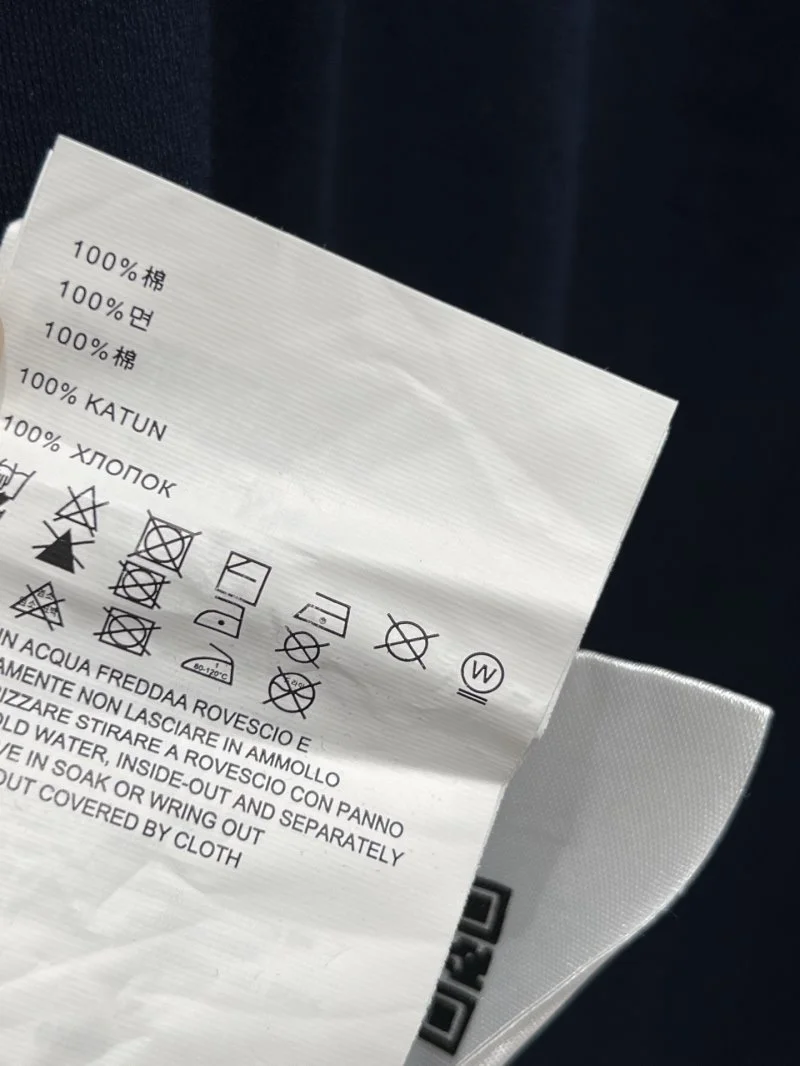 100%棉
100%면
100%棉
100% KATUN
100% ХЛОПОК
W
60-120°C
IN ACQUA FREDDAA ROVESCIO E
AMENTE NON LASCIARE IN AMMOLLO
IZZARE STIRARE A ROVESCIO CON PANNO
OLD WATER, INSIDE-OUT AND SEPARATELY
VE IN SOAK OR WRING OUT
OUT COVERED BY CLOTH